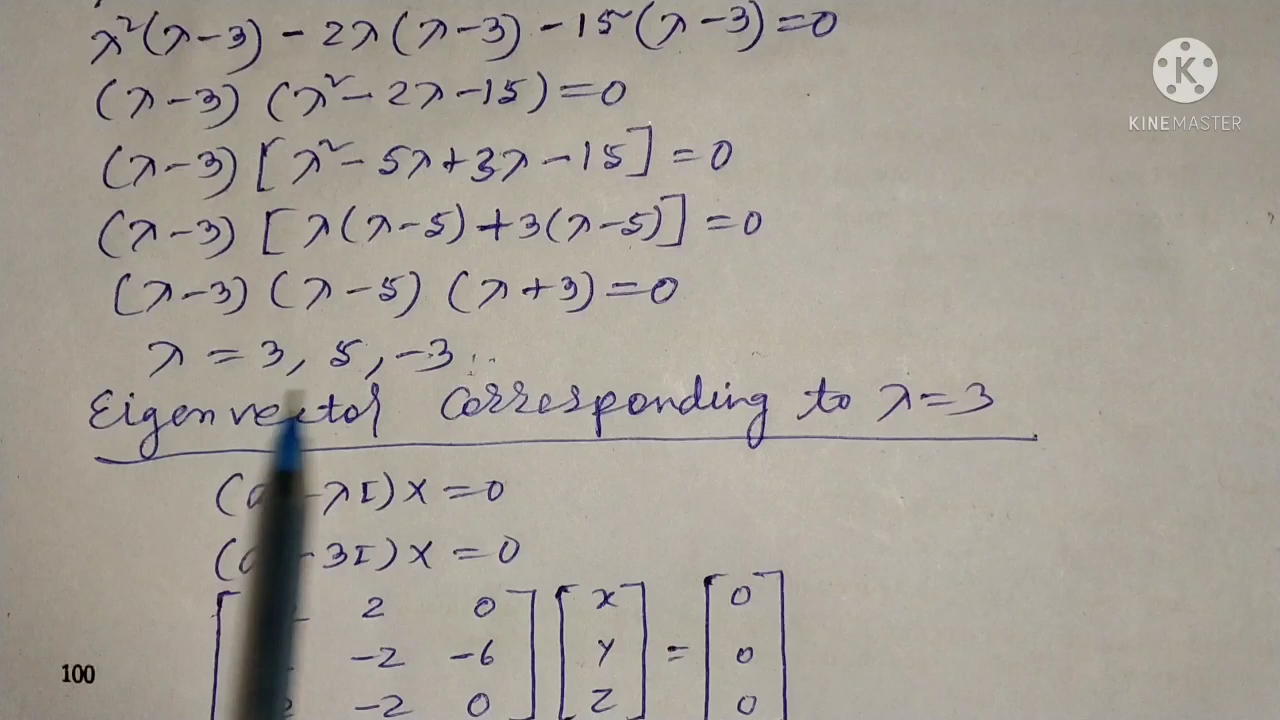 λ²(λ-3) - 2λ(λ-3) - 15(λ-3) = 0
(λ-3) (λ² - 2λ - 15) = 0
(λ-3) [λ² - 5λ + 3λ - 15] = 0
(λ-3) [λ(λ-5) + 3(λ-5)] = 0
(λ-3) (λ-5) (λ+3) = 0
λ = 3, 5, -3..
Eigen vector Corresponding to λ = 3
-λI) X = 0
-3I) X = 0
2 0 x = 0
-2 -6 y = 0
-2 0 z 0
100
KINEMASTER